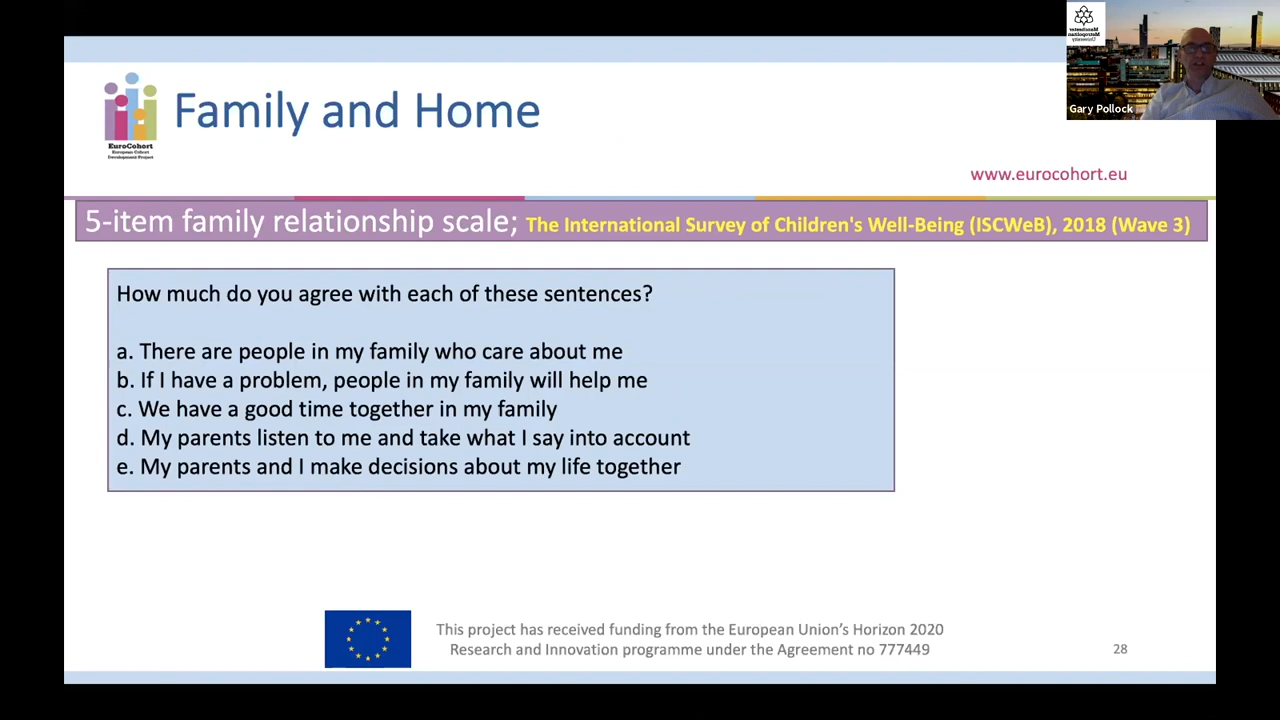 Family and Home
EuroCohort
European Cohort
Development Project
www.eurocohort.eu
5-item family relationship scale; The International Survey of Children's Well-Being (ISCWeB), 2018 (Wave 3)
How much do you agree with each of these sentences?
a. There are people in my family who care about me
b. If I have a problem, people in my family will help me
c. We have a good time together in my family
d. My parents listen to me and take what I say into account
e. My parents and I make decisions about my life together
This project has received funding from the European Union’s Horizon 2020
Research and Innovation programme under the Agreement no 777449
28
Manchester
Metropolitan
University
Gary Pollock